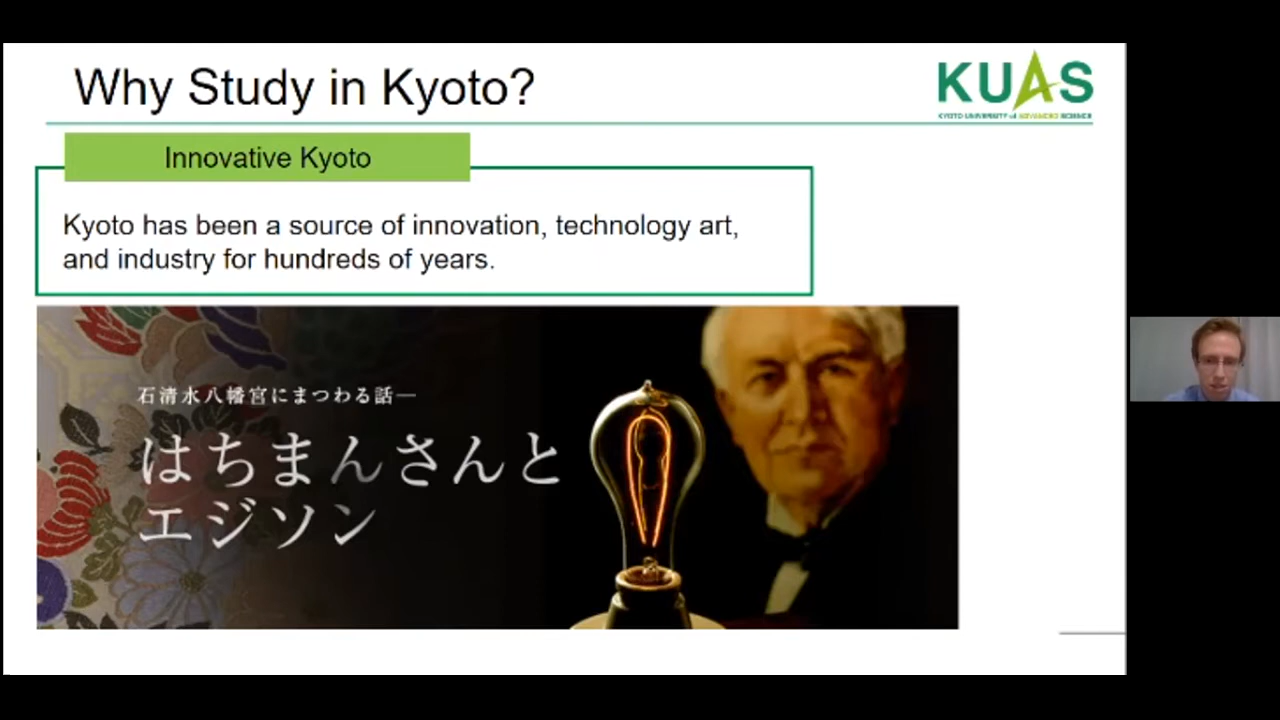 Why Study in Kyoto?
KUAS
KYOTO UNIVERSITY of ADVANCED SCIENCE
Innovative Kyoto
Kyoto has been a source of innovation, technology art,
and industry for hundreds of years.
石清水八幡宮にまつわる話―
はちまんさんと
エジソン